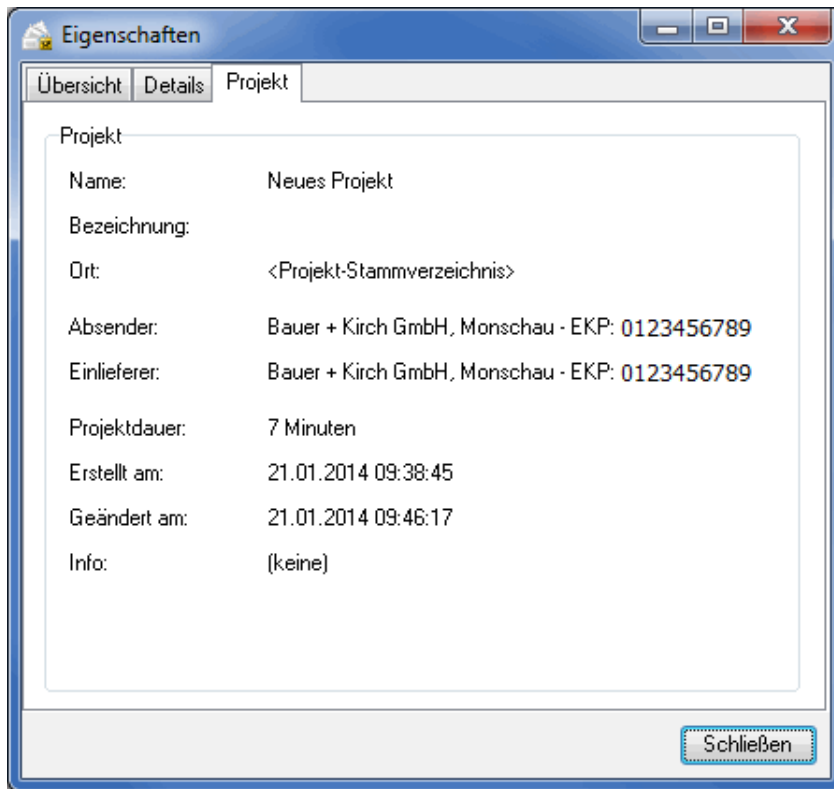 Eigenschaften
Übersicht Details Projekt
Projekt
Name: Neues Projekt
Bezeichnung:
Ort: <Projekt-Stammverzeichnis>
Absender: Bauer + Kirch GmbH, Monschau - EKP: 0123456789
Einlieferer: Bauer + Kirch GmbH, Monschau - EKP: 0123456789
Projektdauer: 7 Minuten
Erstellt am: 21.01.2014 09:38:45
Geändert am: 21.01.2014 09:46:17
Info: (keine)
Schließen